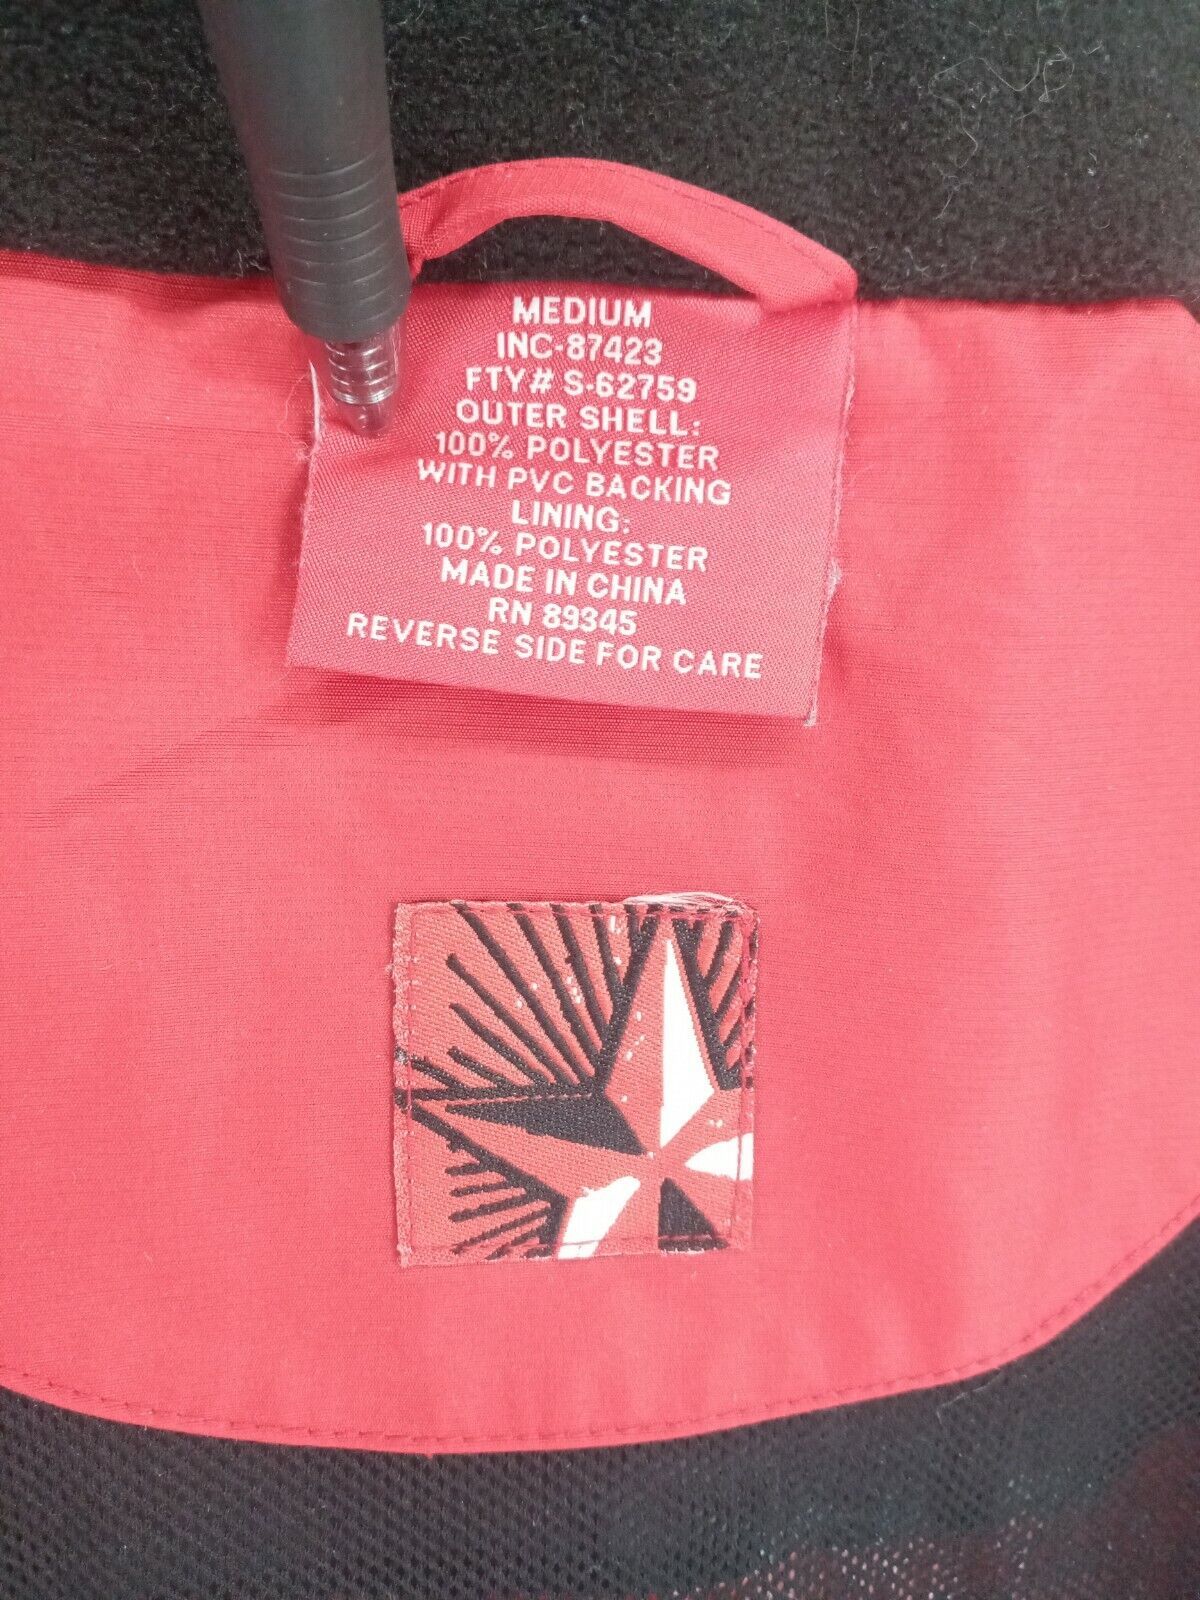 MEDIUM
INC-87423
FTY# S-62759
OUTER SHELL:
100% POLYESTER
WITH PVC BACKING
LINING:
100% POLYESTER
MADE IN CHINA
RN 89345
REVERSE SIDE FOR CARE